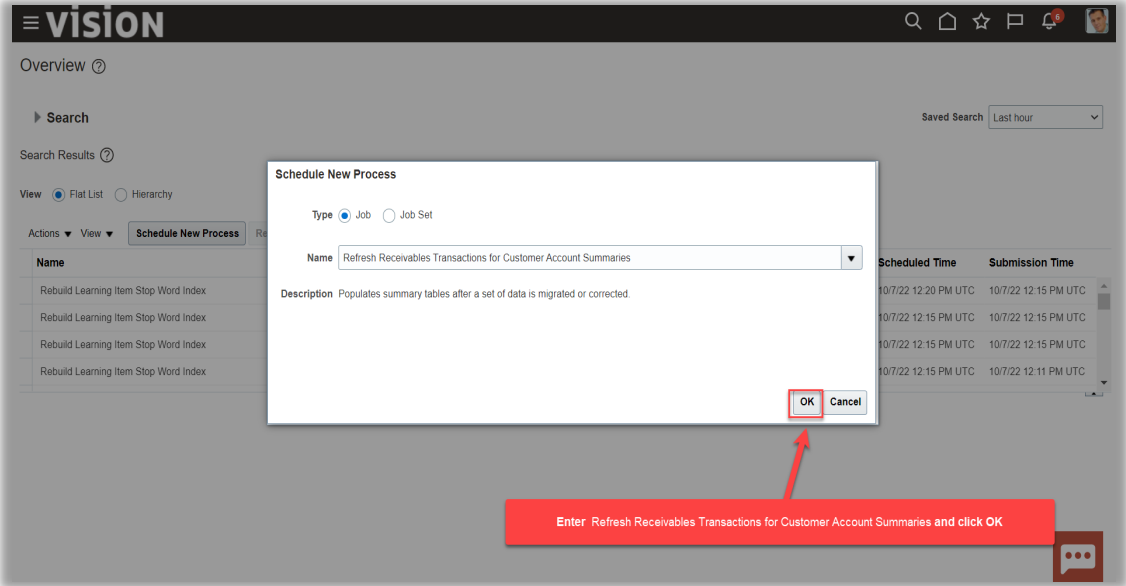 VISION
6
Overview
Search
Saved Search Last hour
Search Results
View Flat List Hierarchy
Actions View Schedule New Process Re
Name Scheduled Time Submission Time
Rebuild Learning Item Stop Word Index 10/7/22 12:20 PM UTC 10/7/22 12:15 PM UTC
Rebuild Learning Item Stop Word Index 10/7/22 12:15 PM UTC 10/7/22 12:15 PM UTC
Rebuild Learning Item Stop Word Index 10/7/22 12:15 PM UTC 10/7/22 12:15 PM UTC
Rebuild Learning Item Stop Word Index 10/7/22 12:15 PM UTC 10/7/22 12:11 PM UTC
Schedule New Process
Type Job Job Set
Name Refresh Receivables Transactions for Customer Account Summaries
Description Populates summary tables after a set of data is migrated or corrected.
OK Cancel
Enter Refresh Receivables Transactions for Customer Account Summaries and click OK